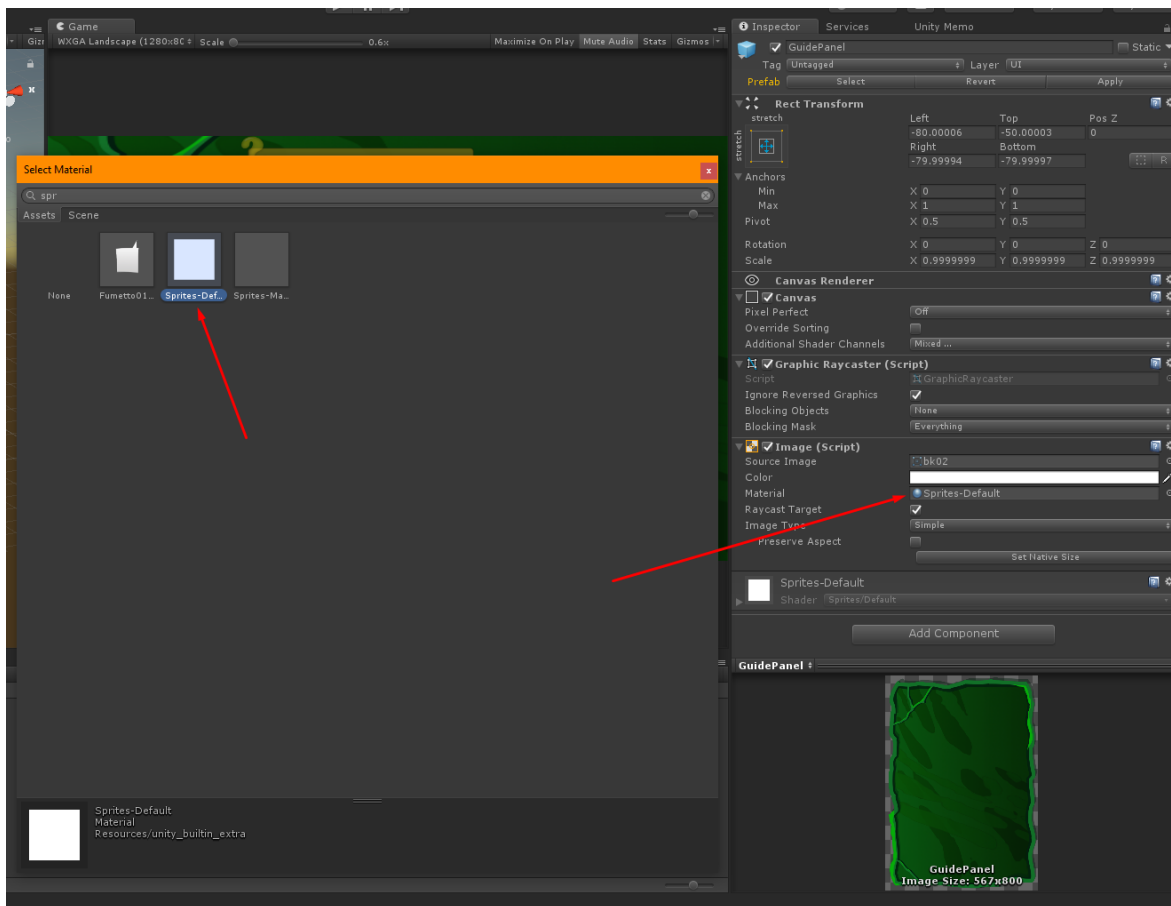 Game
Gizr
WXGA Landscape (1280x8C
Scale
0.6x
Maximize On Play
Mute Audio
Stats
Gizmos
Select Material
spr
Assets
Scene
None
Fumetto01...
Sprites-Def...
Sprites-Ma...
Sprites-Default
Material
Resources/unity_builtin_extra
Inspector
Services
Unity Memo
GuidePanel
Static
Tag
Untagged
Layer
UI
Prefab
Select
Revert
Apply
Rect Transform
stretch
Left
Top
Pos Z
stretch
-80.00006
-50.00003
0
Right
Bottom
-79.99994
-79.99997
R
Anchors
Min
X 0
Y 0
Max
X 1
Y 1
Pivot
X 0.5
Y 0.5
Rotation
X 0
Y 0
Z 0
Scale
X 0.9999999
Y 0.9999999
Z 0.9999999
Canvas Renderer
Canvas
Pixel Perfect
Off
Override Sorting
Additional Shader Channels
Mixed ...
Graphic Raycaster (Script)
Script
GraphicRaycaster
Ignore Reversed Graphics
Blocking Objects
None
Blocking Mask
Everything
Image (Script)
Source Image
bk02
Color
Material
Sprites-Default
Raycast Target
Image Type
Simple
Preserve Aspect
Set Native Size
Sprites-Default
Shader
Sprites/Default
Add Component
GuidePanel
GuidePanel
Image Size: 567x800